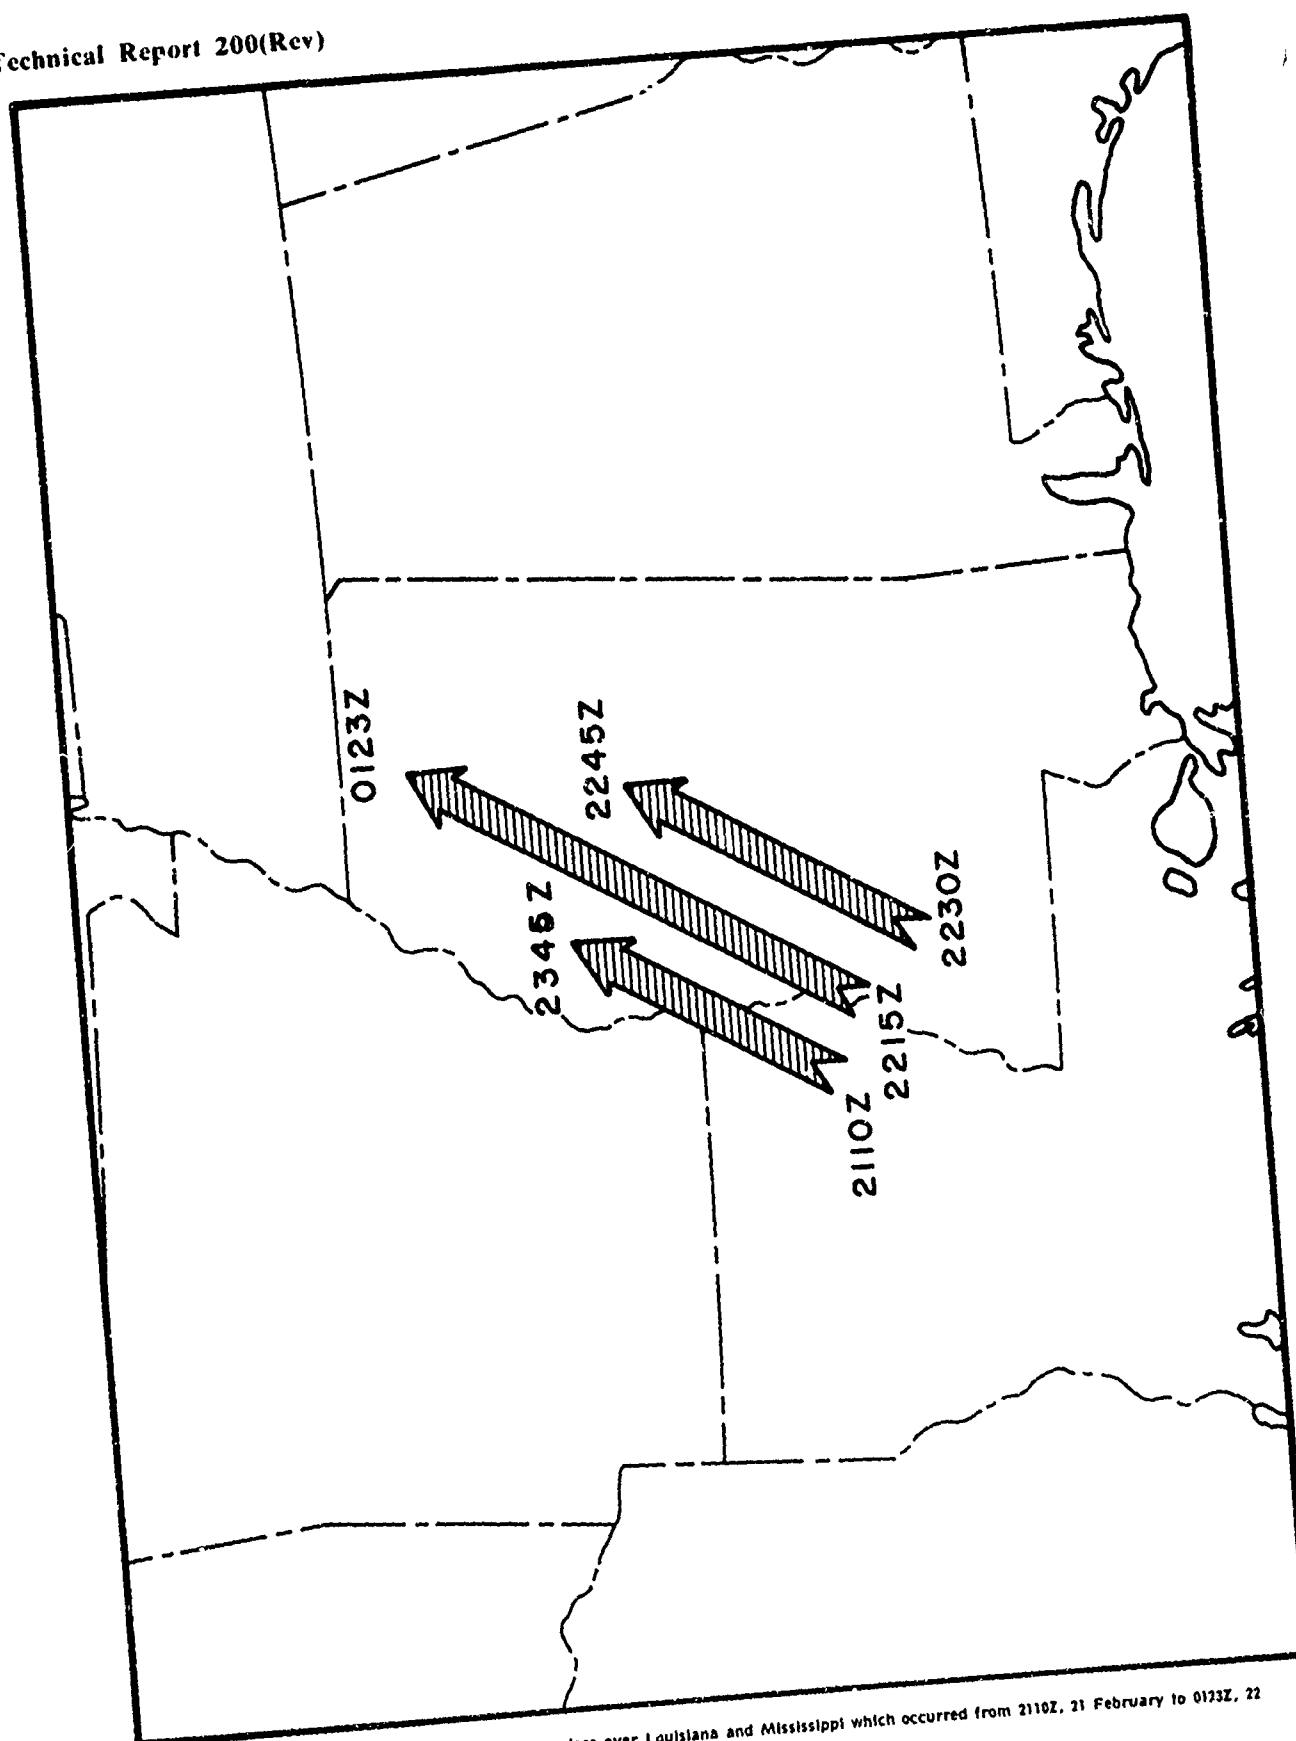 Technical Report 200(Rev)
0123Z
2245Z
2345Z
2230Z
2215Z
2110Z
over Louisiana and Mississippi which occurred from 2110Z, 21 February to 0123Z, 22